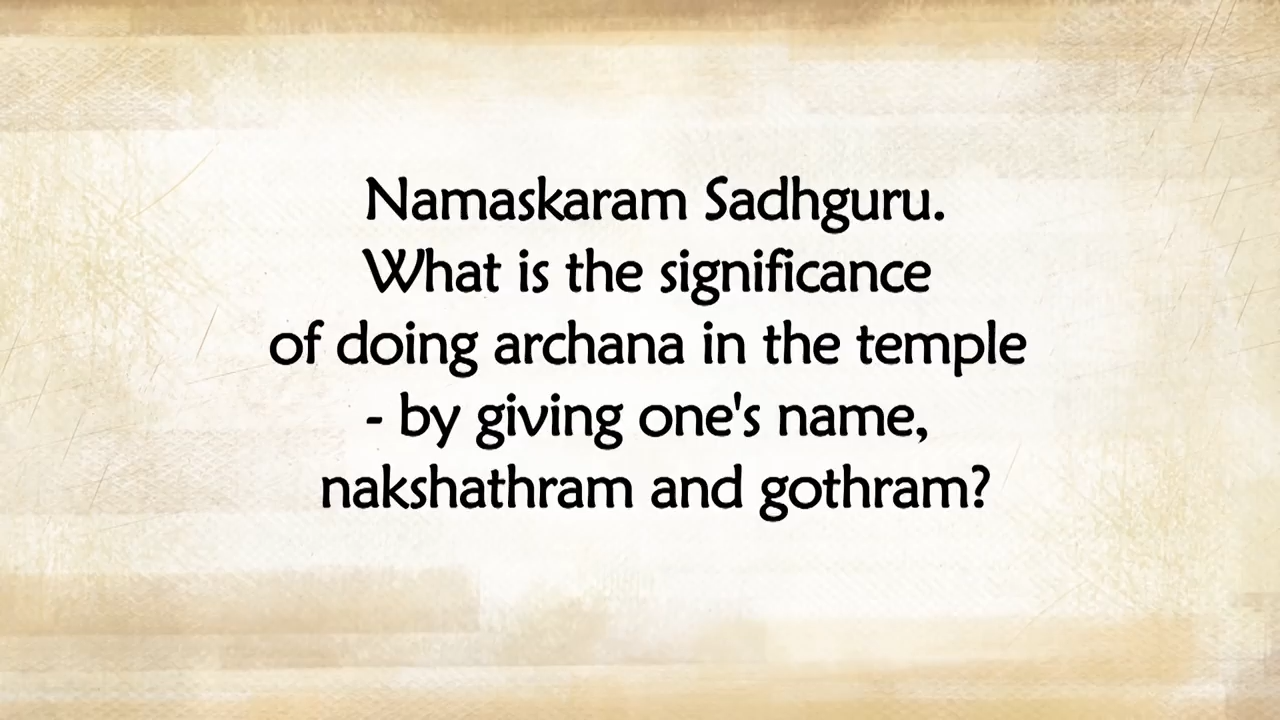 Namaskaram Sadhguru.
What is the significance
of doing archana in the temple
- by giving one's name,
nakshathram and gothram?